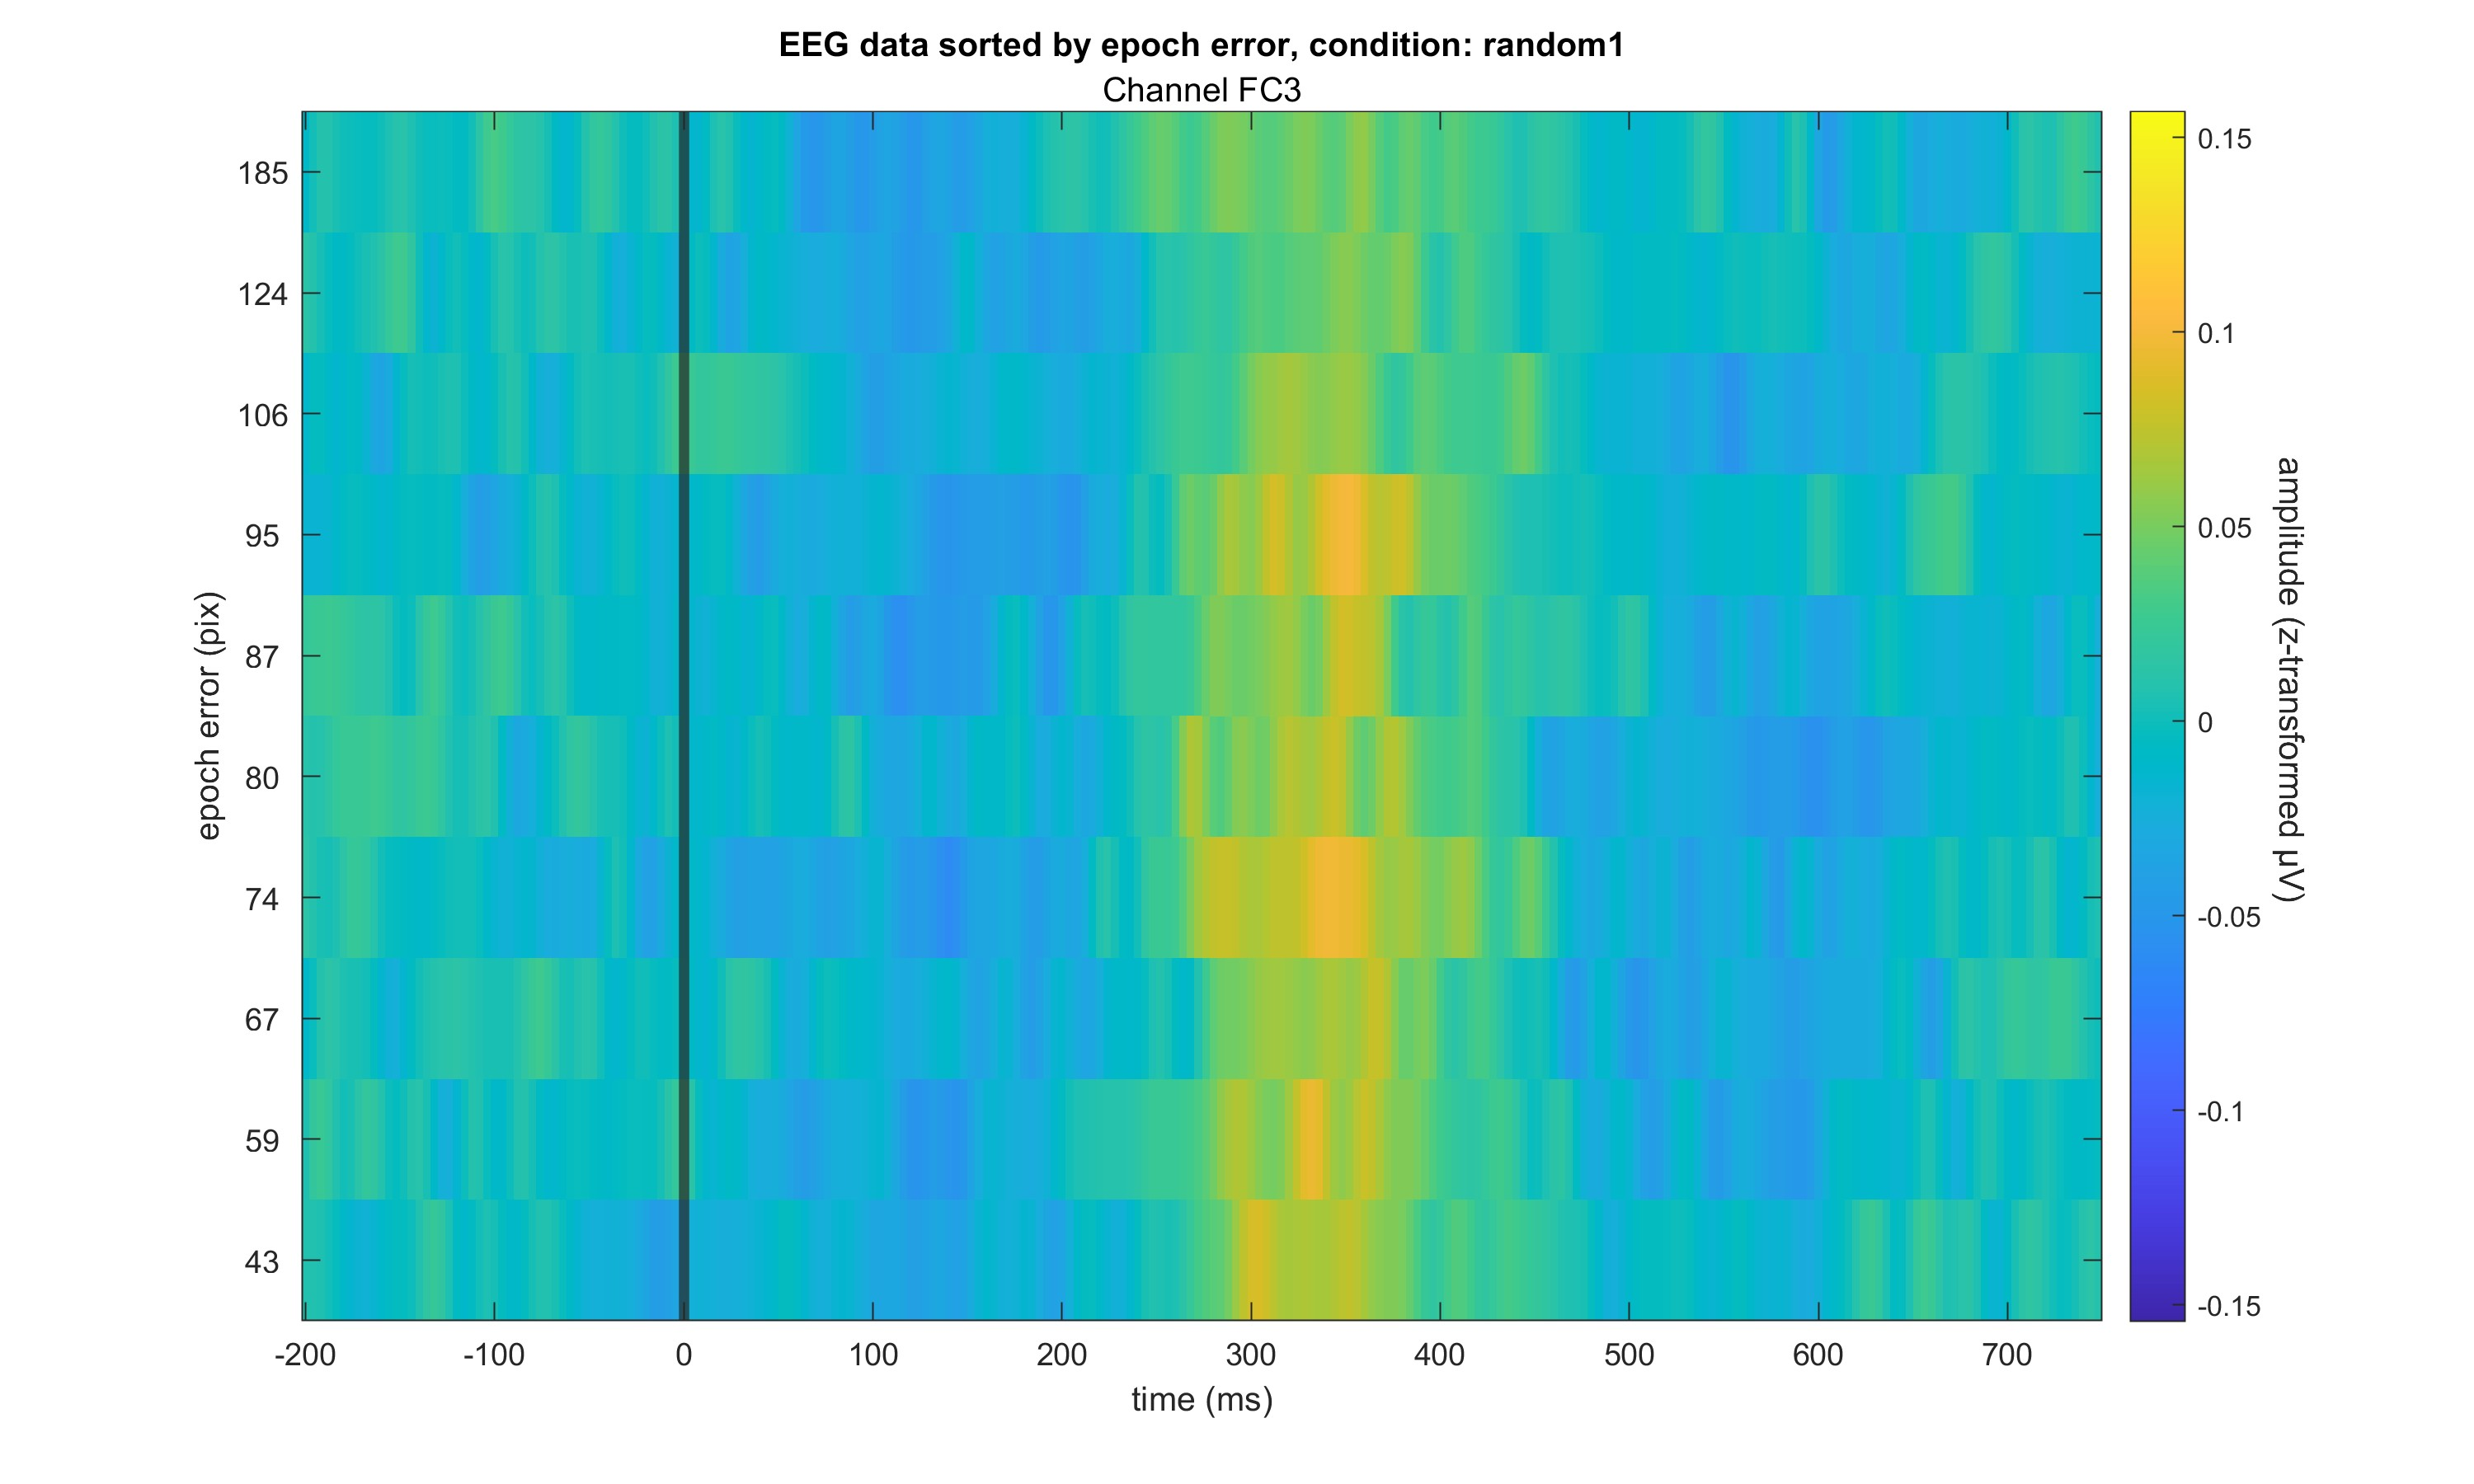 EEG data sorted by epoch error, condition: random1
Channel FC3
epoch error (pix)
185
124
106
95
87
80
74
67
59
43
-200 -100 0 100 200 300 400 500 600 700
time (ms)
0.15
0.1
0.05
0
-0.05
-0.1
-0.15
amplitude (z-transformed µV)